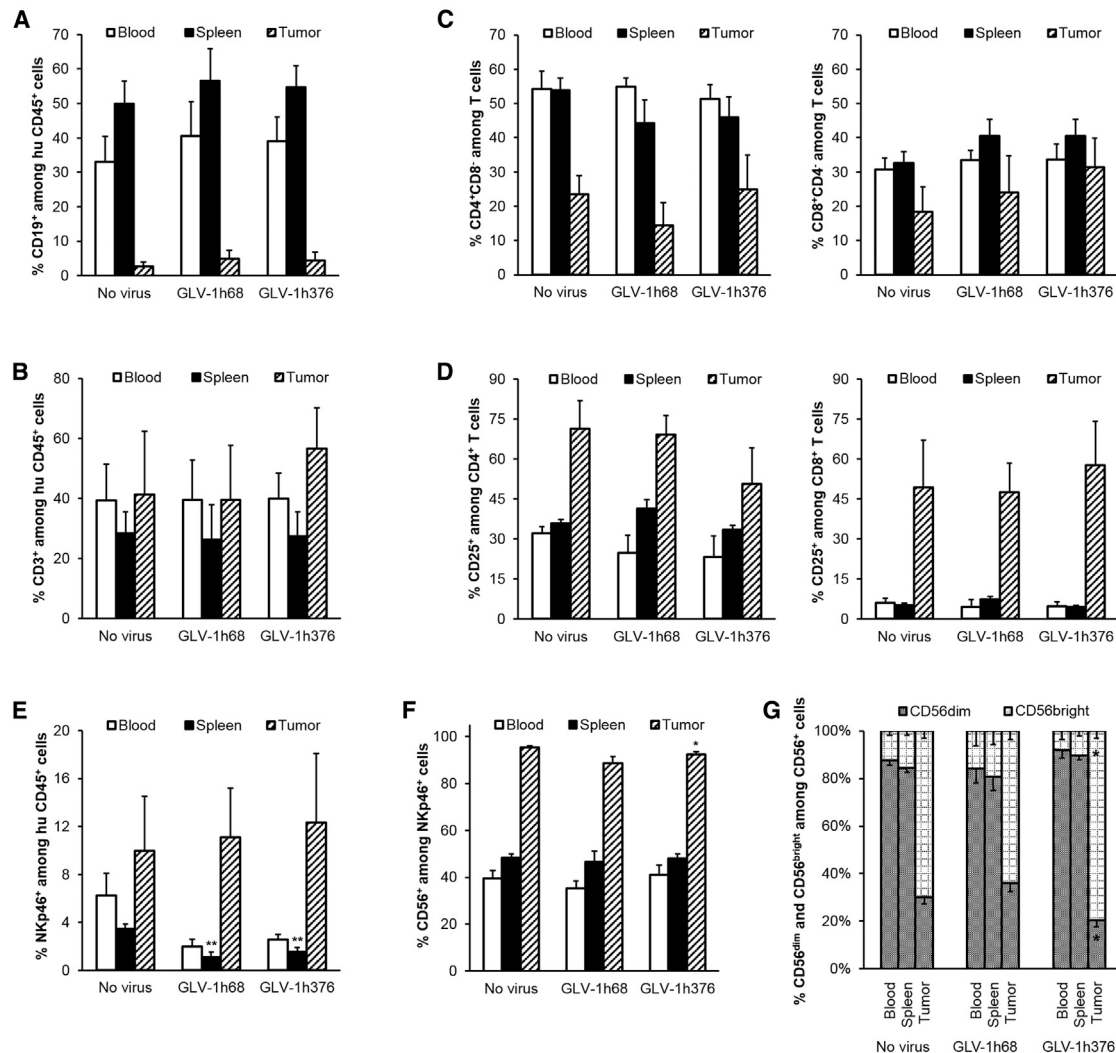 A
Blood Spleen Tumor
% CD19⁺ among hu CD45⁺ cells
70
60
50
40
30
20
10
0
No virus GLV-1h68 GLV-1h376
C
Blood Spleen Tumor
% CD4⁺CD8⁻ among T cells
70
60
50
40
30
20
10
0
No virus GLV-1h68 GLV-1h376
Blood Spleen Tumor
% CD8⁺CD4⁻ among T cells
70
60
50
40
30
20
10
0
No virus GLV-1h68 GLV-1h376
B
Blood Spleen Tumor
% CD3⁺ among hu CD45⁺ cells
80
60
40
20
0
No virus GLV-1h68 GLV-1h376
D
Blood Spleen Tumor
% CD25⁺ among CD4⁺ T cells
90
75
60
45
30
15
0
No virus GLV-1h68 GLV-1h376
Blood Spleen Tumor
% CD25⁺ among CD8⁺ T cells
90
75
60
45
30
15
0
No virus GLV-1h68 GLV-1h376
E
Blood Spleen Tumor
% NKp46⁺ among hu CD45⁺ cells
20
16
12
8
4
0
** **
No virus GLV-1h68 GLV-1h376
F
Blood Spleen Tumor
% CD56⁺ among NKp46⁺ cells
100
80
60
40
20
0
*
No virus GLV-1h68 GLV-1h376
G
CD56dim CD56bright
% CD56ᵈⁱᵐ and CD56ᵇʳⁱᵍʰᵗ among CD56⁺ cells
100%
80%
60%
40%
20%
0%
*
*
Blood Spleen Tumor Blood Spleen Tumor Blood Spleen Tumor
No virus GLV-1h68 GLV-1h376